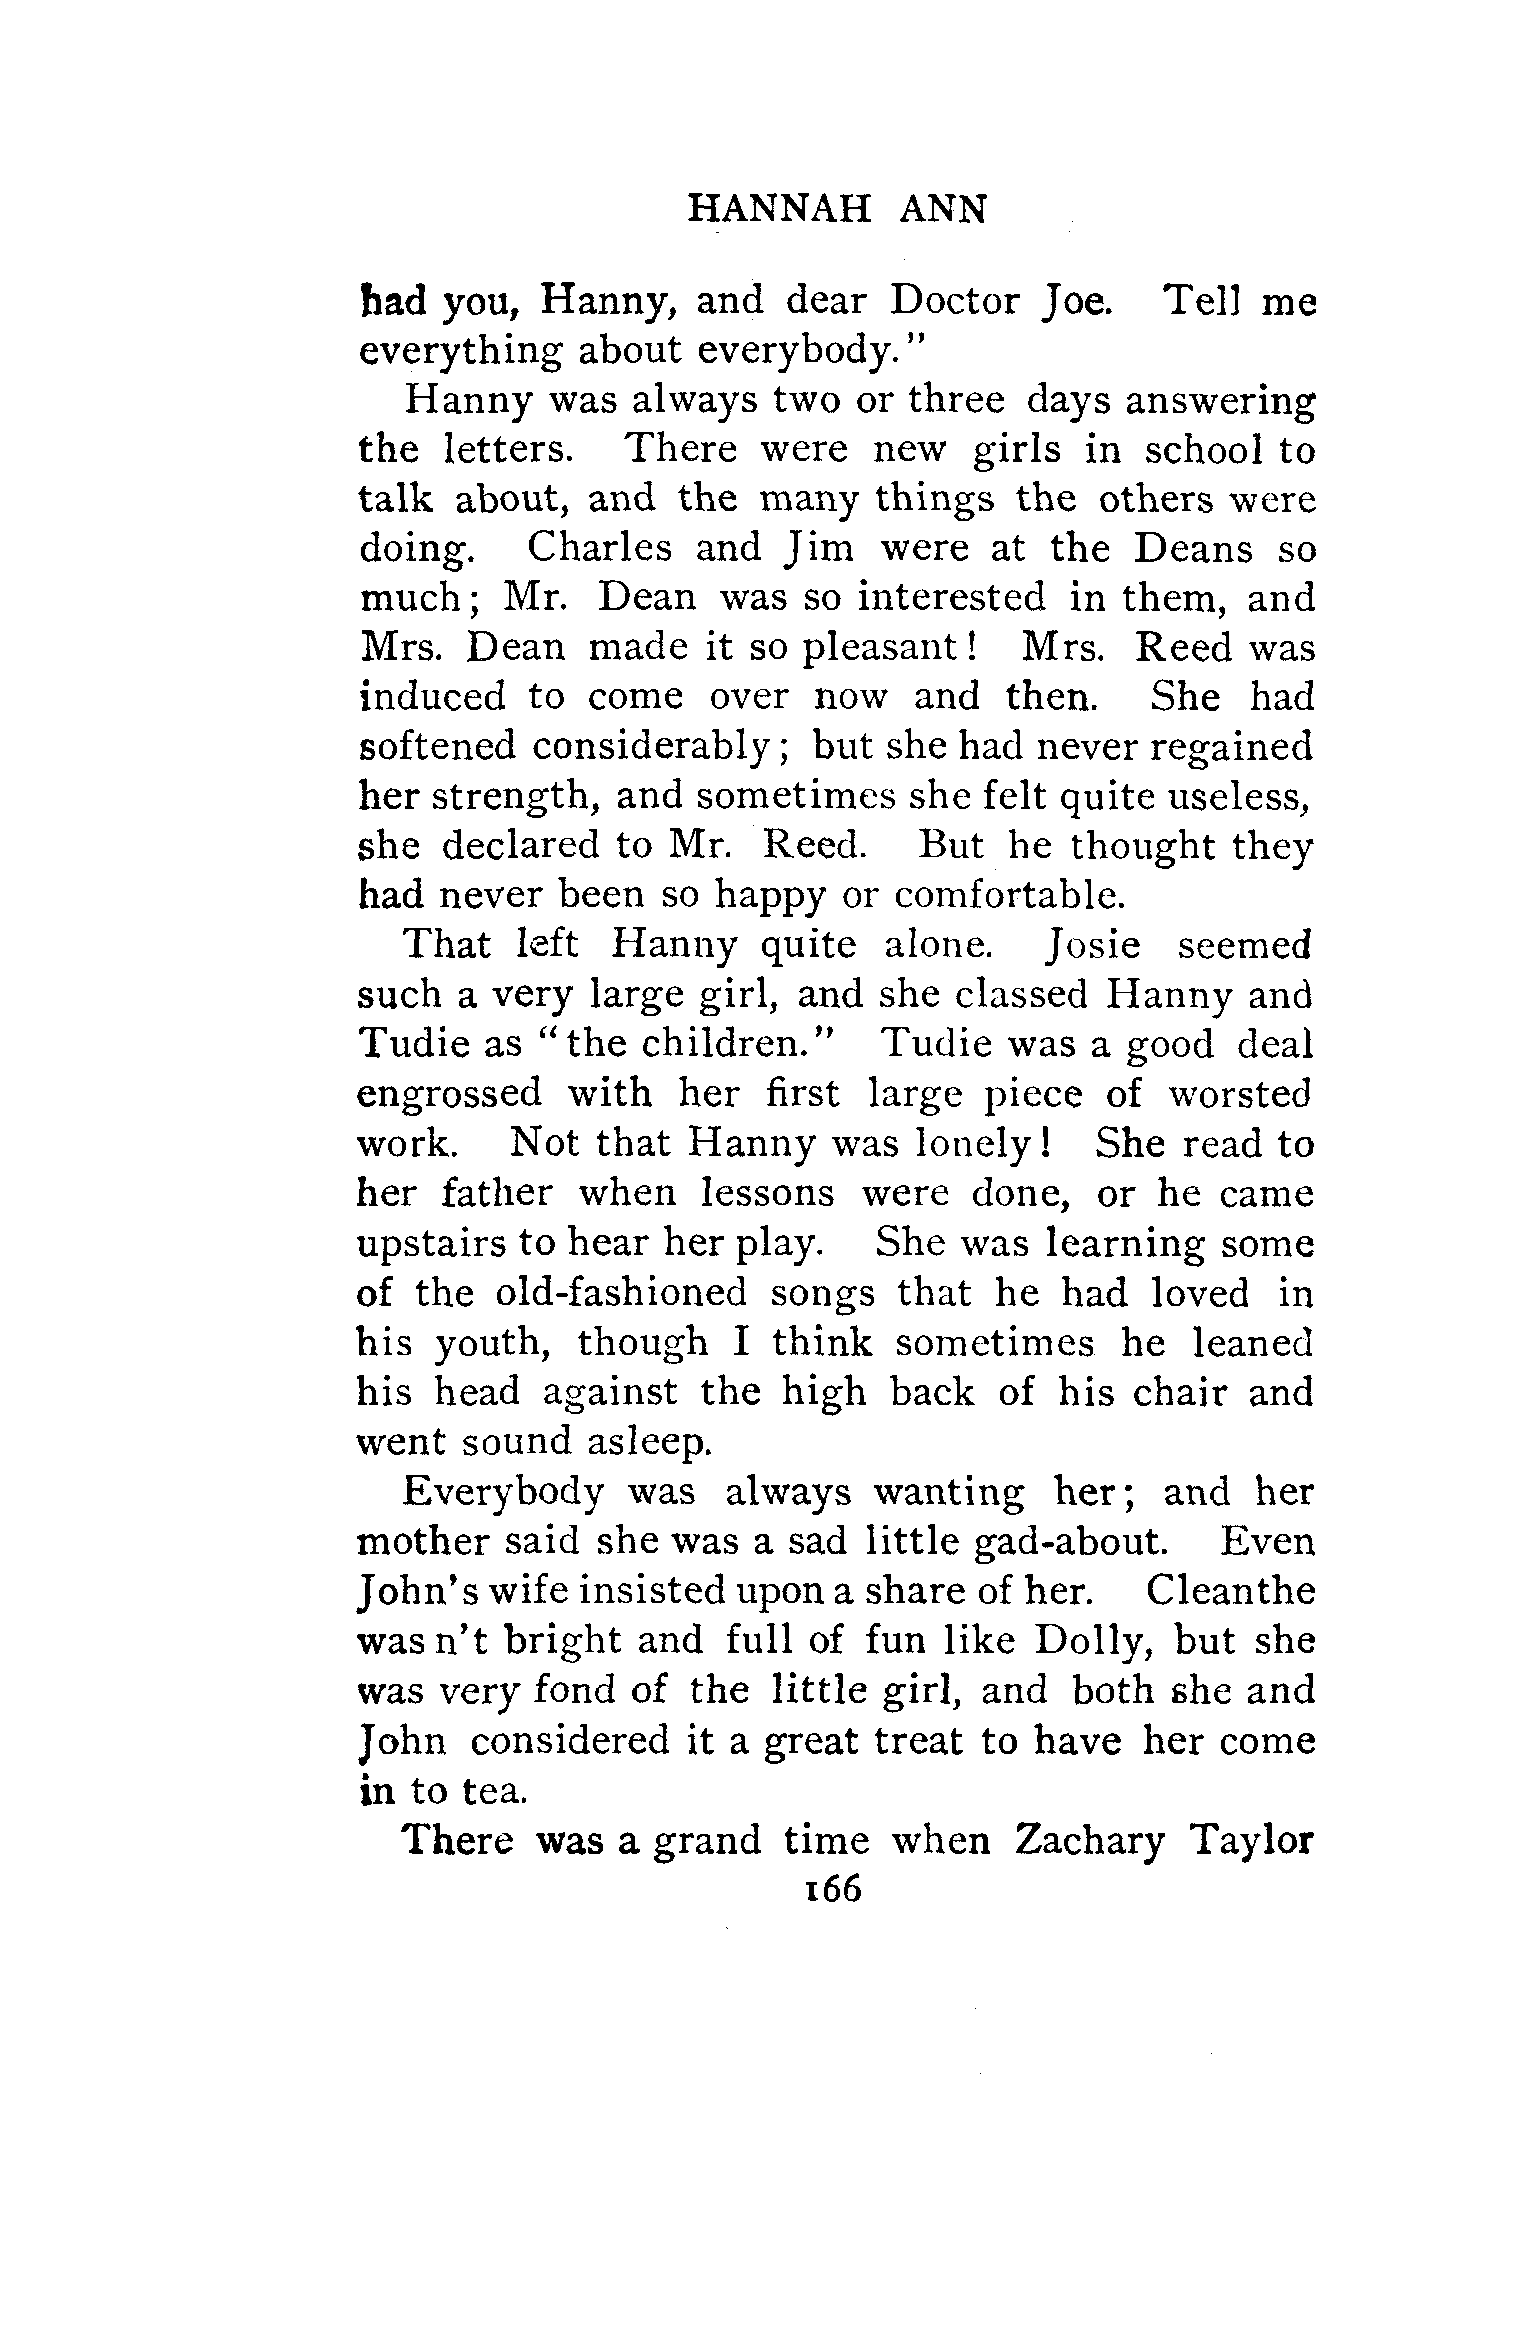 HANNAH ANN
had you, Hanny, and dear Doctor Joe. Tell me
everything about everybody."
Hanny was always two or three days answering
the letters. There were new girls in school to
talk about, and the many things the others were
doing. Charles and Jim were at the Deans so
much; Mr. Dean was so interested in them, and
Mrs. Dean made it so pleasant! Mrs. Reed was
induced to come over now and then. She had
softened considerably; but she had never regained
her strength, and sometimes she felt quite useless,
she declared to Mr. Reed. But he thought they
had never been so happy or comfortable.
That left Hanny quite alone. Josie seemed
such a very large girl, and she classed Hanny and
Tudie as "the children." Tudie was a good deal
engrossed with her first large piece of worsted
work. Not that Hanny was lonely! She read to
her father when lessons were done, or he came
upstairs to hear her play. She was learning some
of the old-fashioned songs that he had loved in
his youth, though I think sometimes he leaned
his head against the high back of his chair and
went sound asleep.
Everybody was always wanting her; and her
mother said she was a sad little gad-about. Even
John's wife insisted upon a share of her. Cleanthe
was n't bright and full of fun like Dolly, but she
was very fond of the little girl, and both she and
John considered it a great treat to have her come
in to tea.
There was a grand time when Zachary Taylor
166